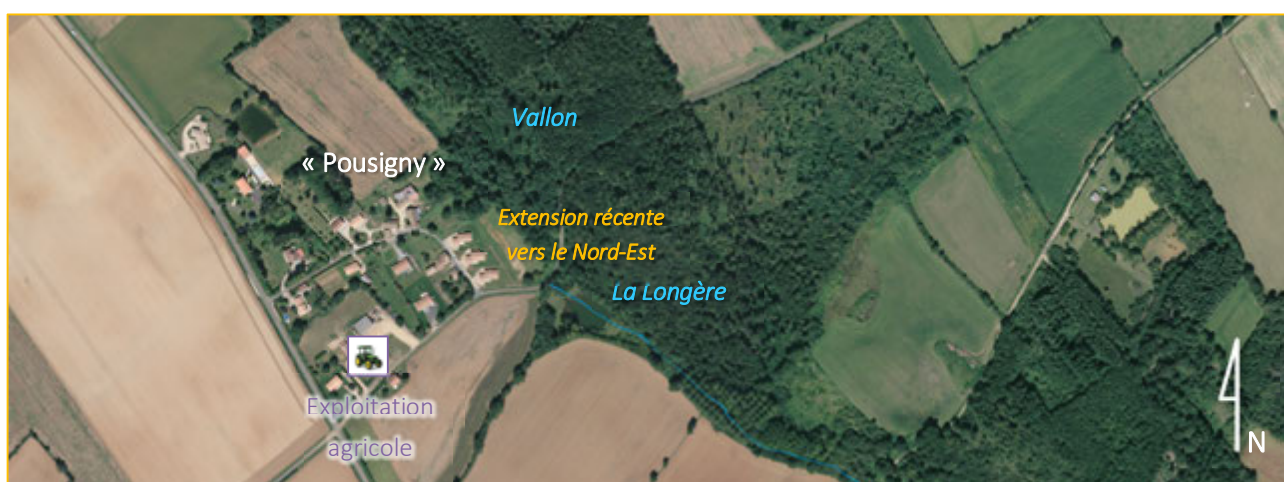 Vallon
« Pousigny »
Extension récente
vers le Nord-Est
La Longère
Exploitation
agricole
N